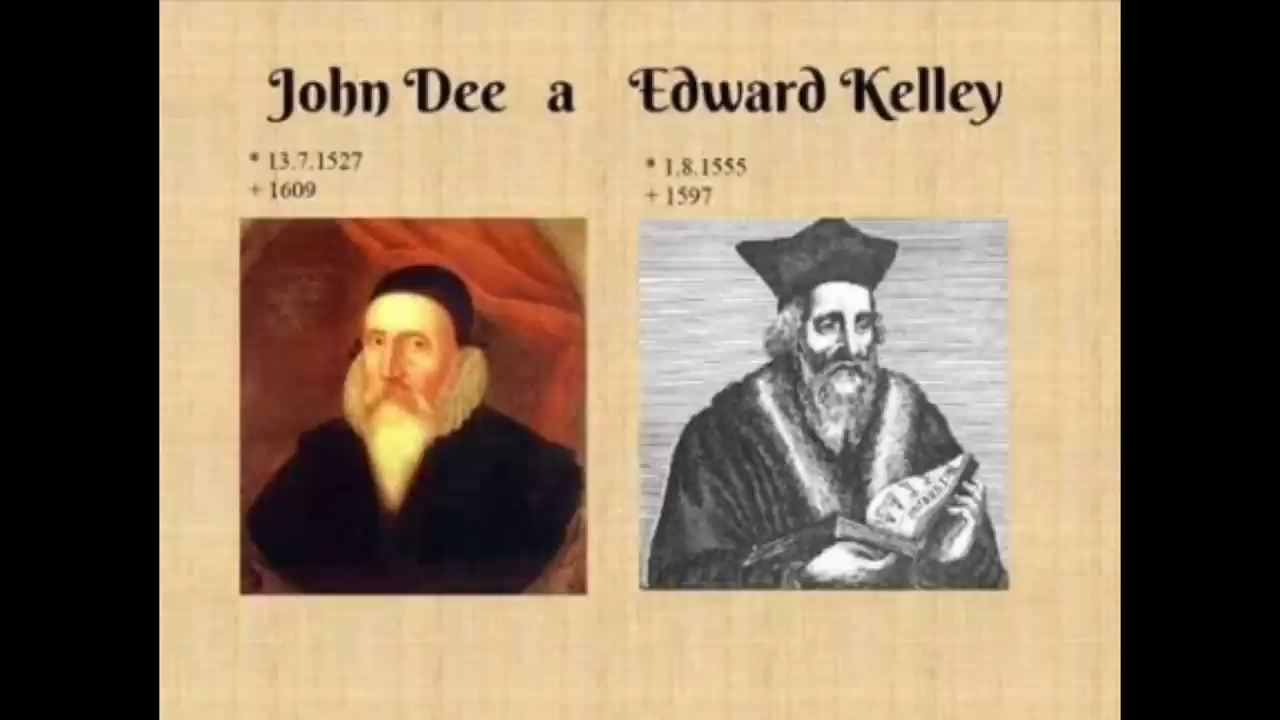 John Dee a Edward Kelley
* 13.7.1527
+ 1609
* 1.8.1555
+ 1597